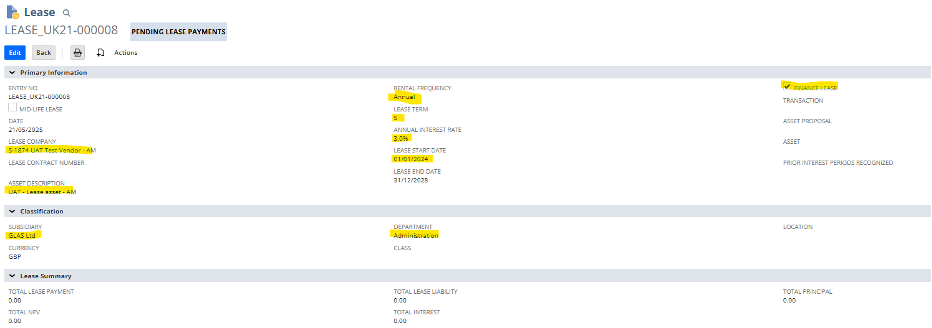 Lease
LEASE_UK21-000008 PENDING LEASE PAYMENTS
Edit Back Actions
Primary Information
ENTRY NO.
LEASE_UK21-000008
MID-LIFE LEASE
DATE
21/05/2025
LEASE COMPANY
S-1874 UAT Test Vendor - AM
LEASE CONTRACT NUMBER
ASSET DESCRIPTION
UAT - Lease asset - AM
RENTAL FREQUENCY
Annual
LEASE TERM
5
ANNUAL INTEREST RATE
3.0%
LEASE START DATE
01/01/2024
LEASE END DATE
31/12/2028
FINANCE LEASE
TRANSACTION
ASSET PROPOSAL
ASSET
PRIOR INTEREST PERIODS RECOGNIZED
Classification
SUBSIDIARY
GLAS Ltd
CURRENCY
GBP
DEPARTMENT
Administration
CLASS
LOCATION
Lease Summary
TOTAL LEASE PAYMENT
0.00
TOTAL NPV
0.00
TOTAL LEASE LIABILITY
0.00
TOTAL INTEREST
0.00
TOTAL PRINCIPAL
0.00